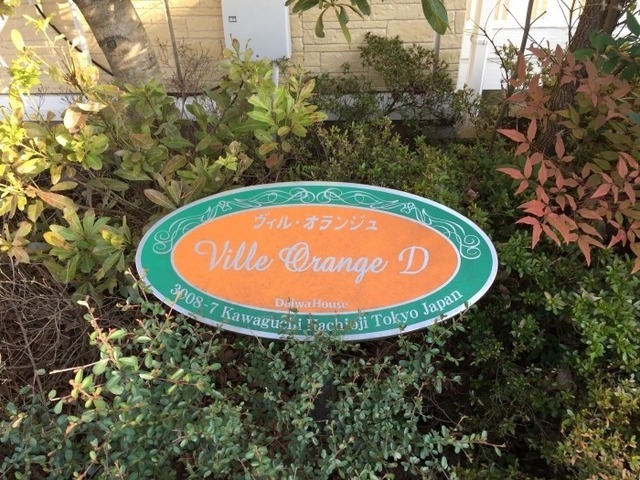 ヴィル・オランジュ
Ville Orange D
DaiwaHouse
3008-7 Kawaguchi Hachioji Tokyo Japan